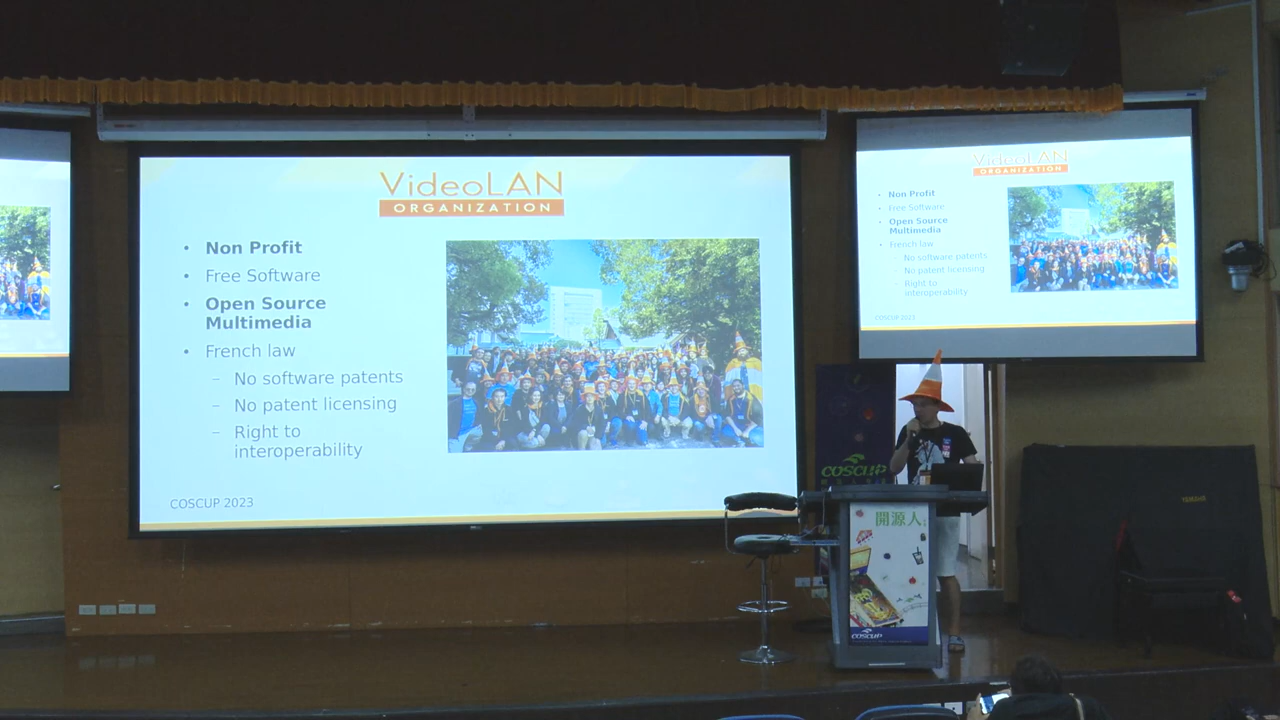 VideoLAN
ORGANIZATION
• Non Profit
• Free Software
• Open Source
Multimedia
• French law
– No software patents
– No patent licensing
– Right to
interoperability
COSCUP 2023
VideoLAN
ORGANIZATION
• Non Profit
• Free Software
• Open Source
Multimedia
• French law
– No software patents
– No patent licensing
– Right to
interoperability
COSCUP 2023
COSCUP
開源人
COSCUP
YAMAHA